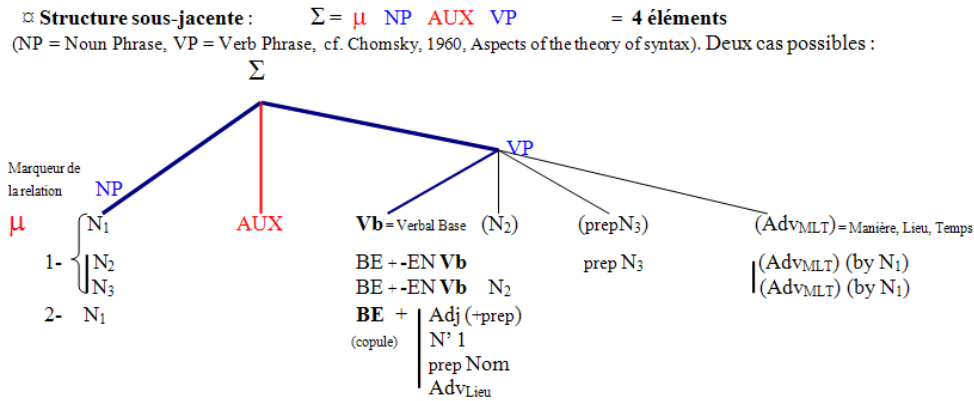 ¤ Structure sous-jacente : Σ = μ NP AUX VP = 4 éléments
(NP = Noun Phrase, VP = Verb Phrase, cf. Chomsky, 1960, Aspects of the theory of syntax). Deux cas possibles :
Σ
VP
Marqueur de
la relation NP
μ N1 AUX Vb = Verbal Base (N2) (prepN3) (AdvMLT) = Manière, Lieu, Temps
1- N2 BE + -EN Vb prep N3 (AdvMLT) (by N1)
N3 BE + -EN Vb N2 (AdvMLT) (by N1)
2- N1 BE + Adj (+prep)
(copule) N' 1
prep Nom
AdvLieu